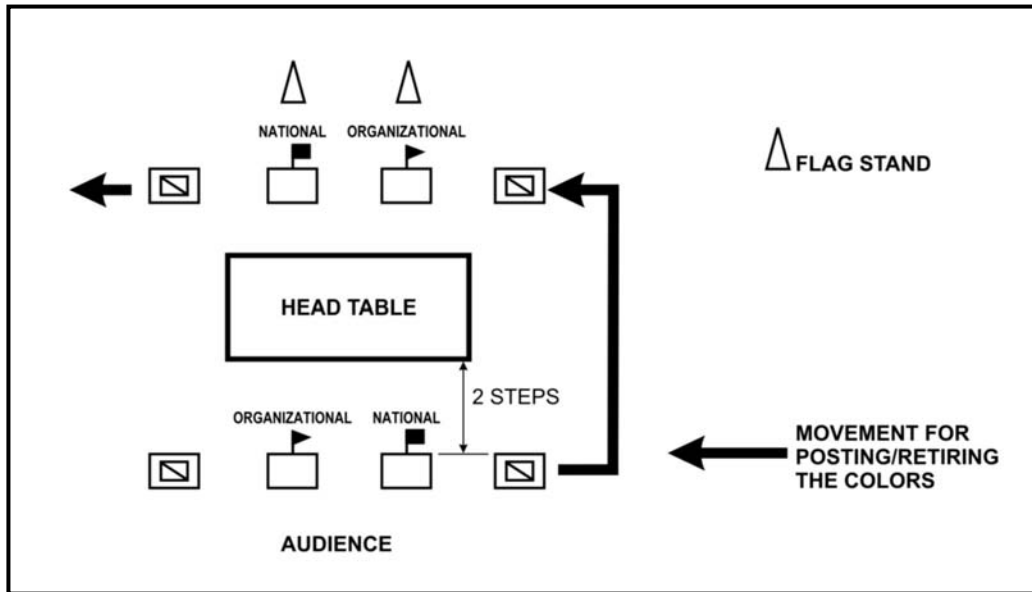 NATIONAL ORGANIZATIONAL
FLAG STAND
HEAD TABLE
2 STEPS
ORGANIZATIONAL NATIONAL
MOVEMENT FOR
POSTING/RETIRING
THE COLORS
AUDIENCE